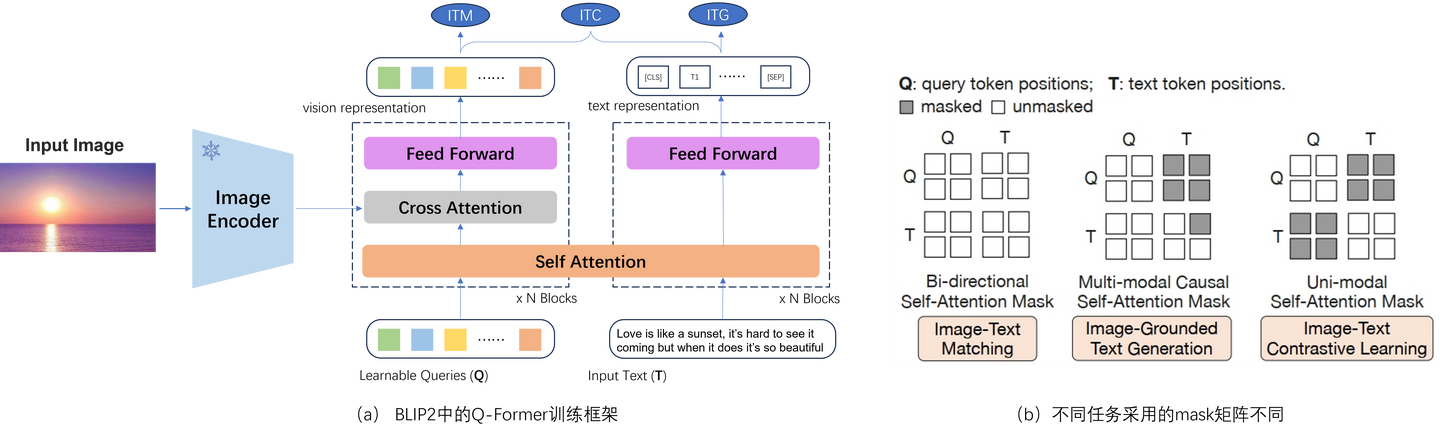 ITM
ITC
ITG
[CLS]
T1
······
[SEP]
······
vision representation
text representation
Input Image
Feed Forward
Feed Forward
Image
Encoder
Cross Attention
Self Attention
x N Blocks
x N Blocks
······
Love is like a sunset, it's hard to see it
coming but when it does it's so beautiful
Learnable Queries (Q)
Input Text (T)
(a) BLIP2中的Q-Former训练框架
Q: query token positions; T: text token positions.
masked unmasked
Q T
Q
T
Bi-directional
Self-Attention Mask
Image-Text
Matching
Q T
Q
T
Multi-modal Causal
Self-Attention Mask
Image-Grounded
Text Generation
Q T
Q
T
Uni-modal
Self-Attention Mask
Image-Text
Contrastive Learning
(b)不同任务采用的mask矩阵不同